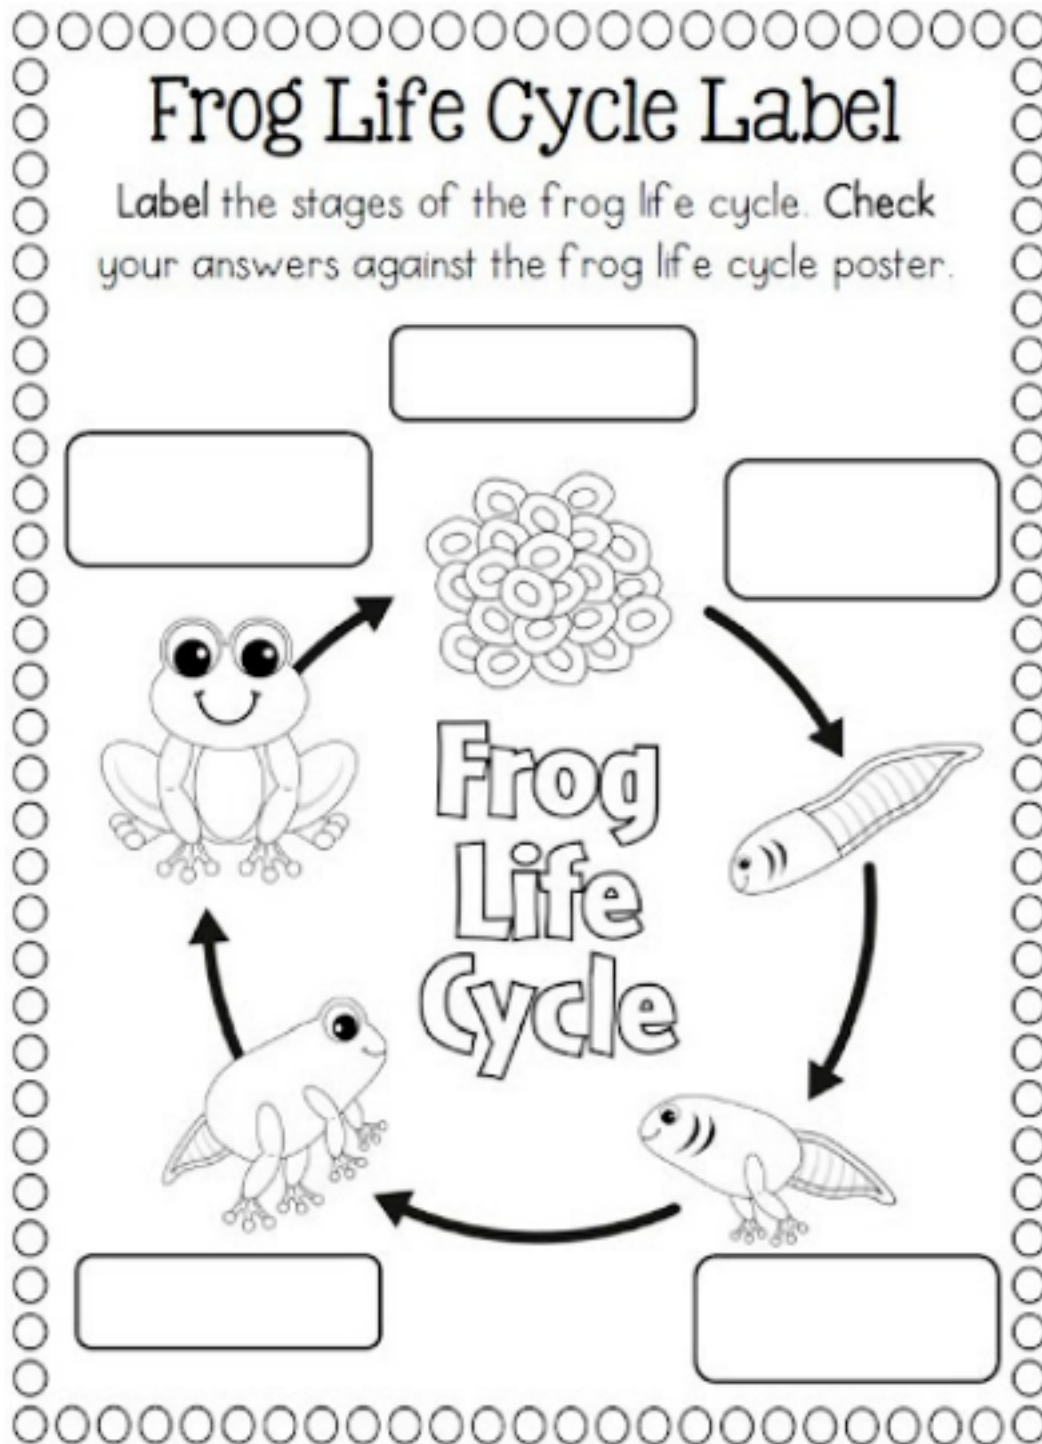 Frog Life Cycle Label
Label the stages of the frog life cycle. Check
your answers against the frog life cycle poster.
Frog
Life
Cycle